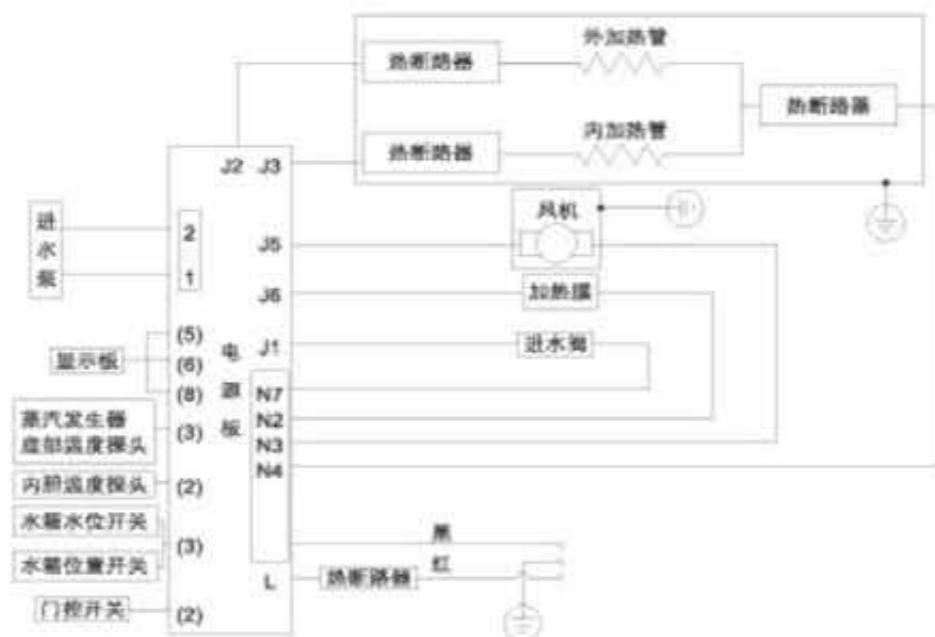 外加热管
热断路器
热断路器
内加热管
热断路器
J2 J3
风机
进水泵
2
1
J5
J6
加热膜
J1
进水阀
显示板
(5)
(6)
(8)
电源板
N7
N2
N3
N4
蒸汽发生器
底部温度探头
(3)
内胆温度探头
(2)
水箱水位开关
水箱位置开关
(3)
黑
红
L
热断路器
门控开关
(2)